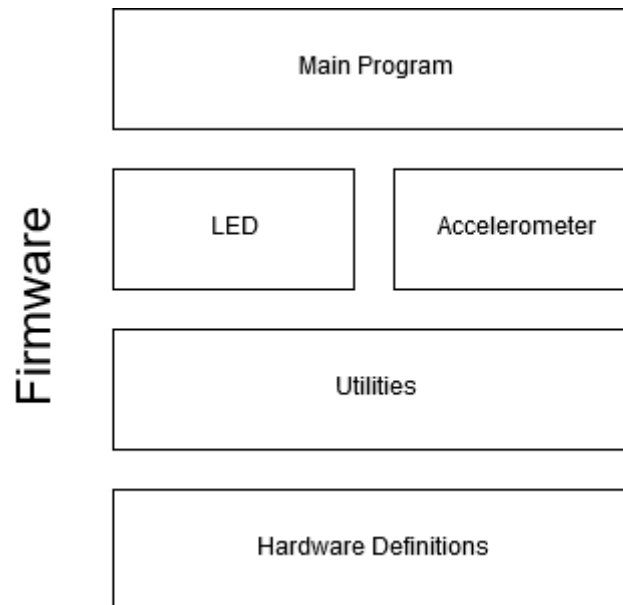 Firmware
Main Program
LED
Accelerometer
Utilities
Hardware Definitions